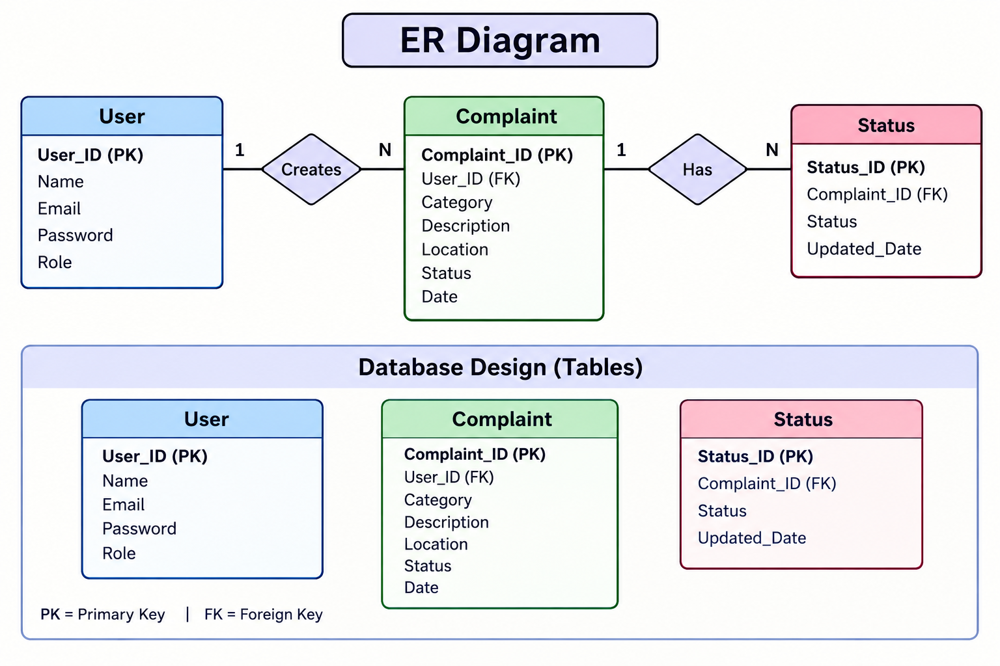 ER Diagram
User
User_ID (PK)
Name
Email
Password
Role
1
Creates
N
Complaint
Complaint_ID (PK)
User_ID (FK)
Category
Description
Location
Status
Date
1
Has
N
Status
Status_ID (PK)
Complaint_ID (FK)
Status
Updated_Date
Database Design (Tables)
User
User_ID (PK)
Name
Email
Password
Role
Complaint
Complaint_ID (PK)
User_ID (FK)
Category
Description
Location
Status
Date
Status
Status_ID (PK)
Complaint_ID (FK)
Status
Updated_Date
PK = Primary Key | FK = Foreign Key